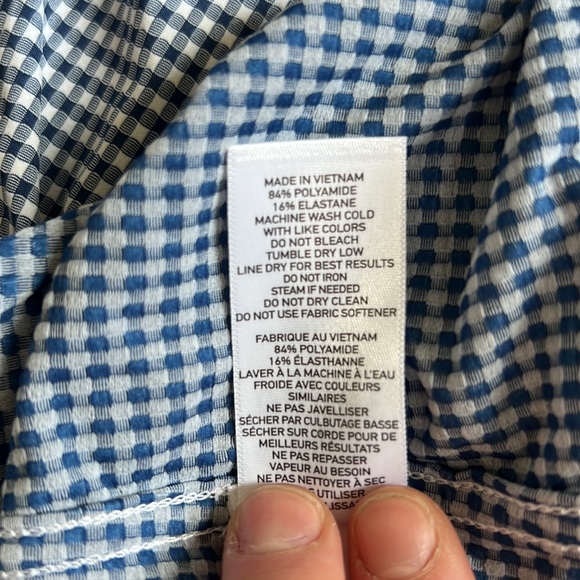 MADE IN VIETNAM
84% POLYAMIDE
16% ELASTANE
MACHINE WASH COLD
WITH LIKE COLORS
DO NOT BLEACH
TUMBLE DRY LOW
LINE DRY FOR BEST RESULTS
DO NOT IRON
STEAM IF NEEDED
DO NOT DRY CLEAN
DO NOT USE FABRIC SOFTENER
FABRIQUE AU VIETNAM
84% POLYAMIDE
16% ÉLASTHANNE
LAVER À LA MACHINE À L'EAU
FROIDE AVEC COULEURS
SIMILAIRES
NE PAS JAVELLISER
SÉCHER PAR CULBUTAGE BASSE
SÉCHER SUR CORDE POUR DE
MEILLEURS RÉSULTATS
NE PAS REPASSER
VAPEUR AU BESOIN
NE PAS NETTOYER À SEC
UTILISER